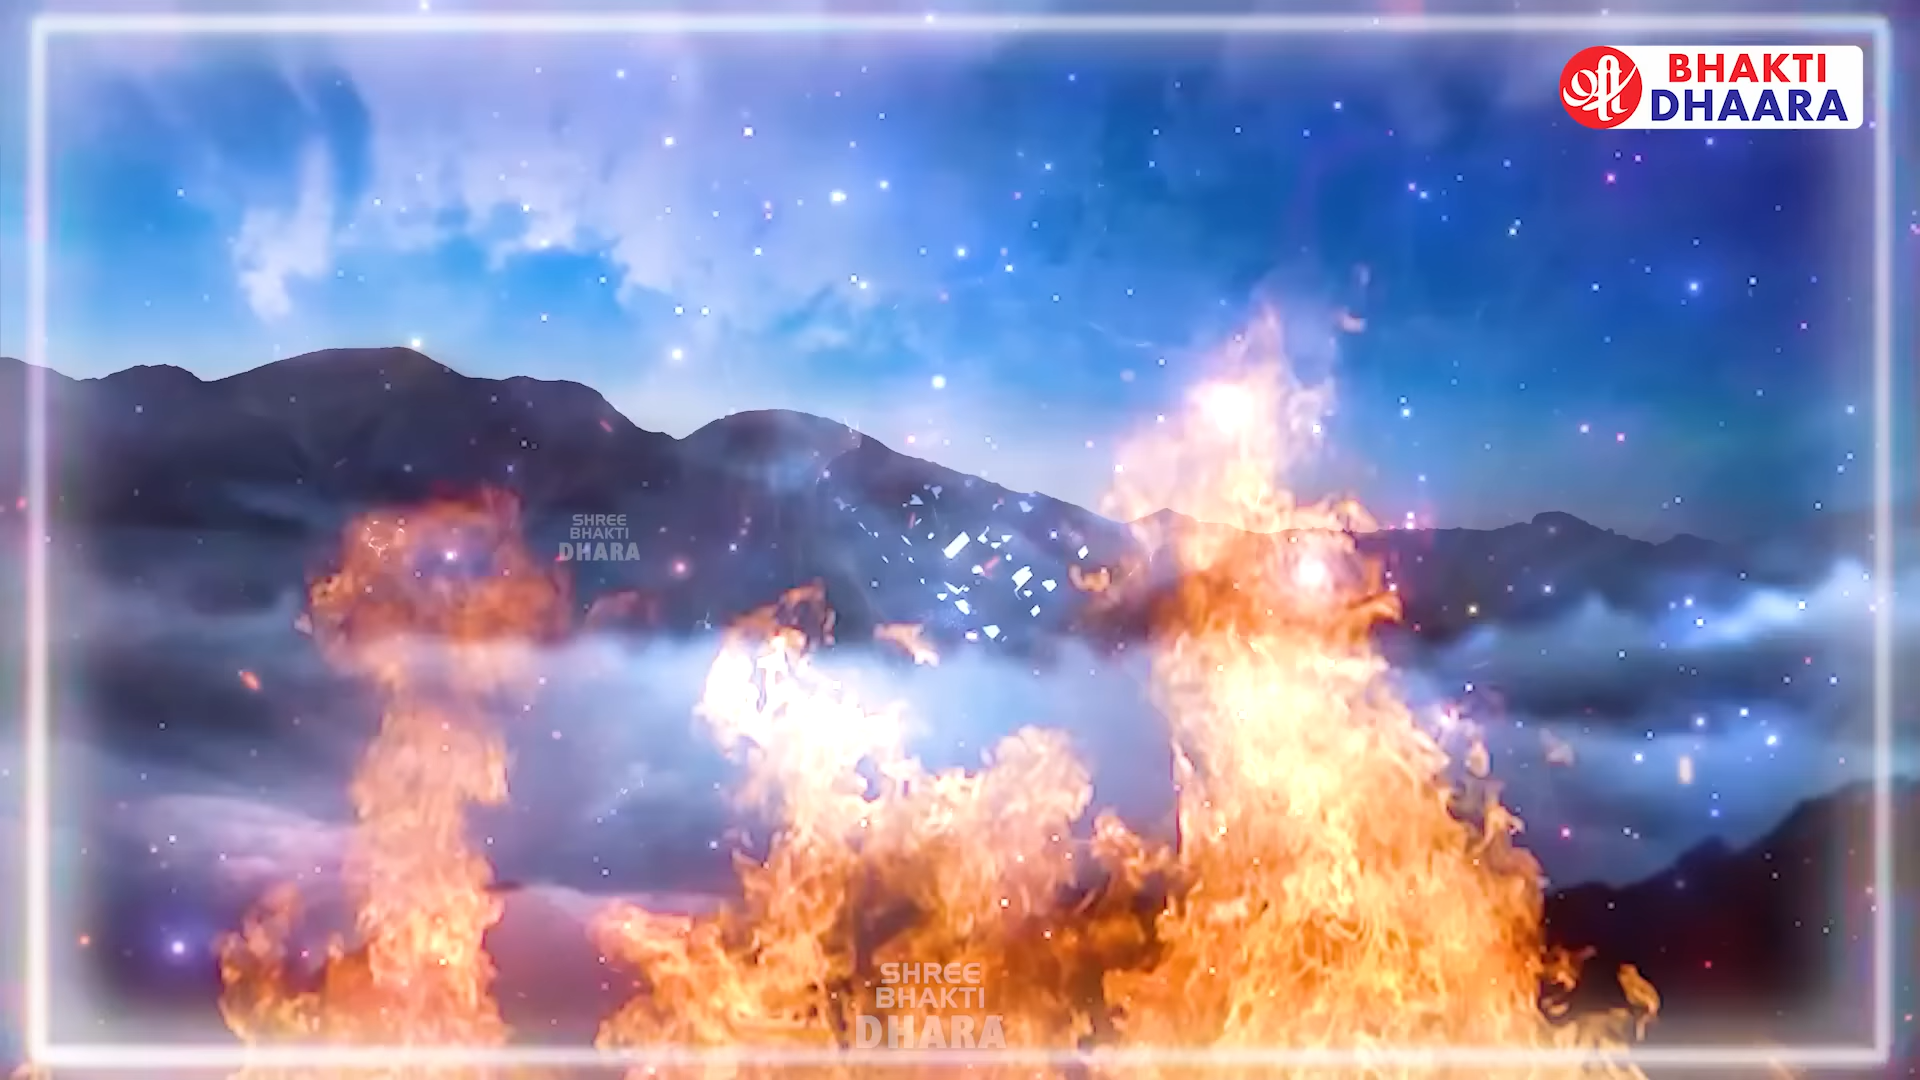 श्री
BHAKTI
DHAARA
SHREE
BHAKTI
DHARA
SHREE
BHAKTI
DHARA